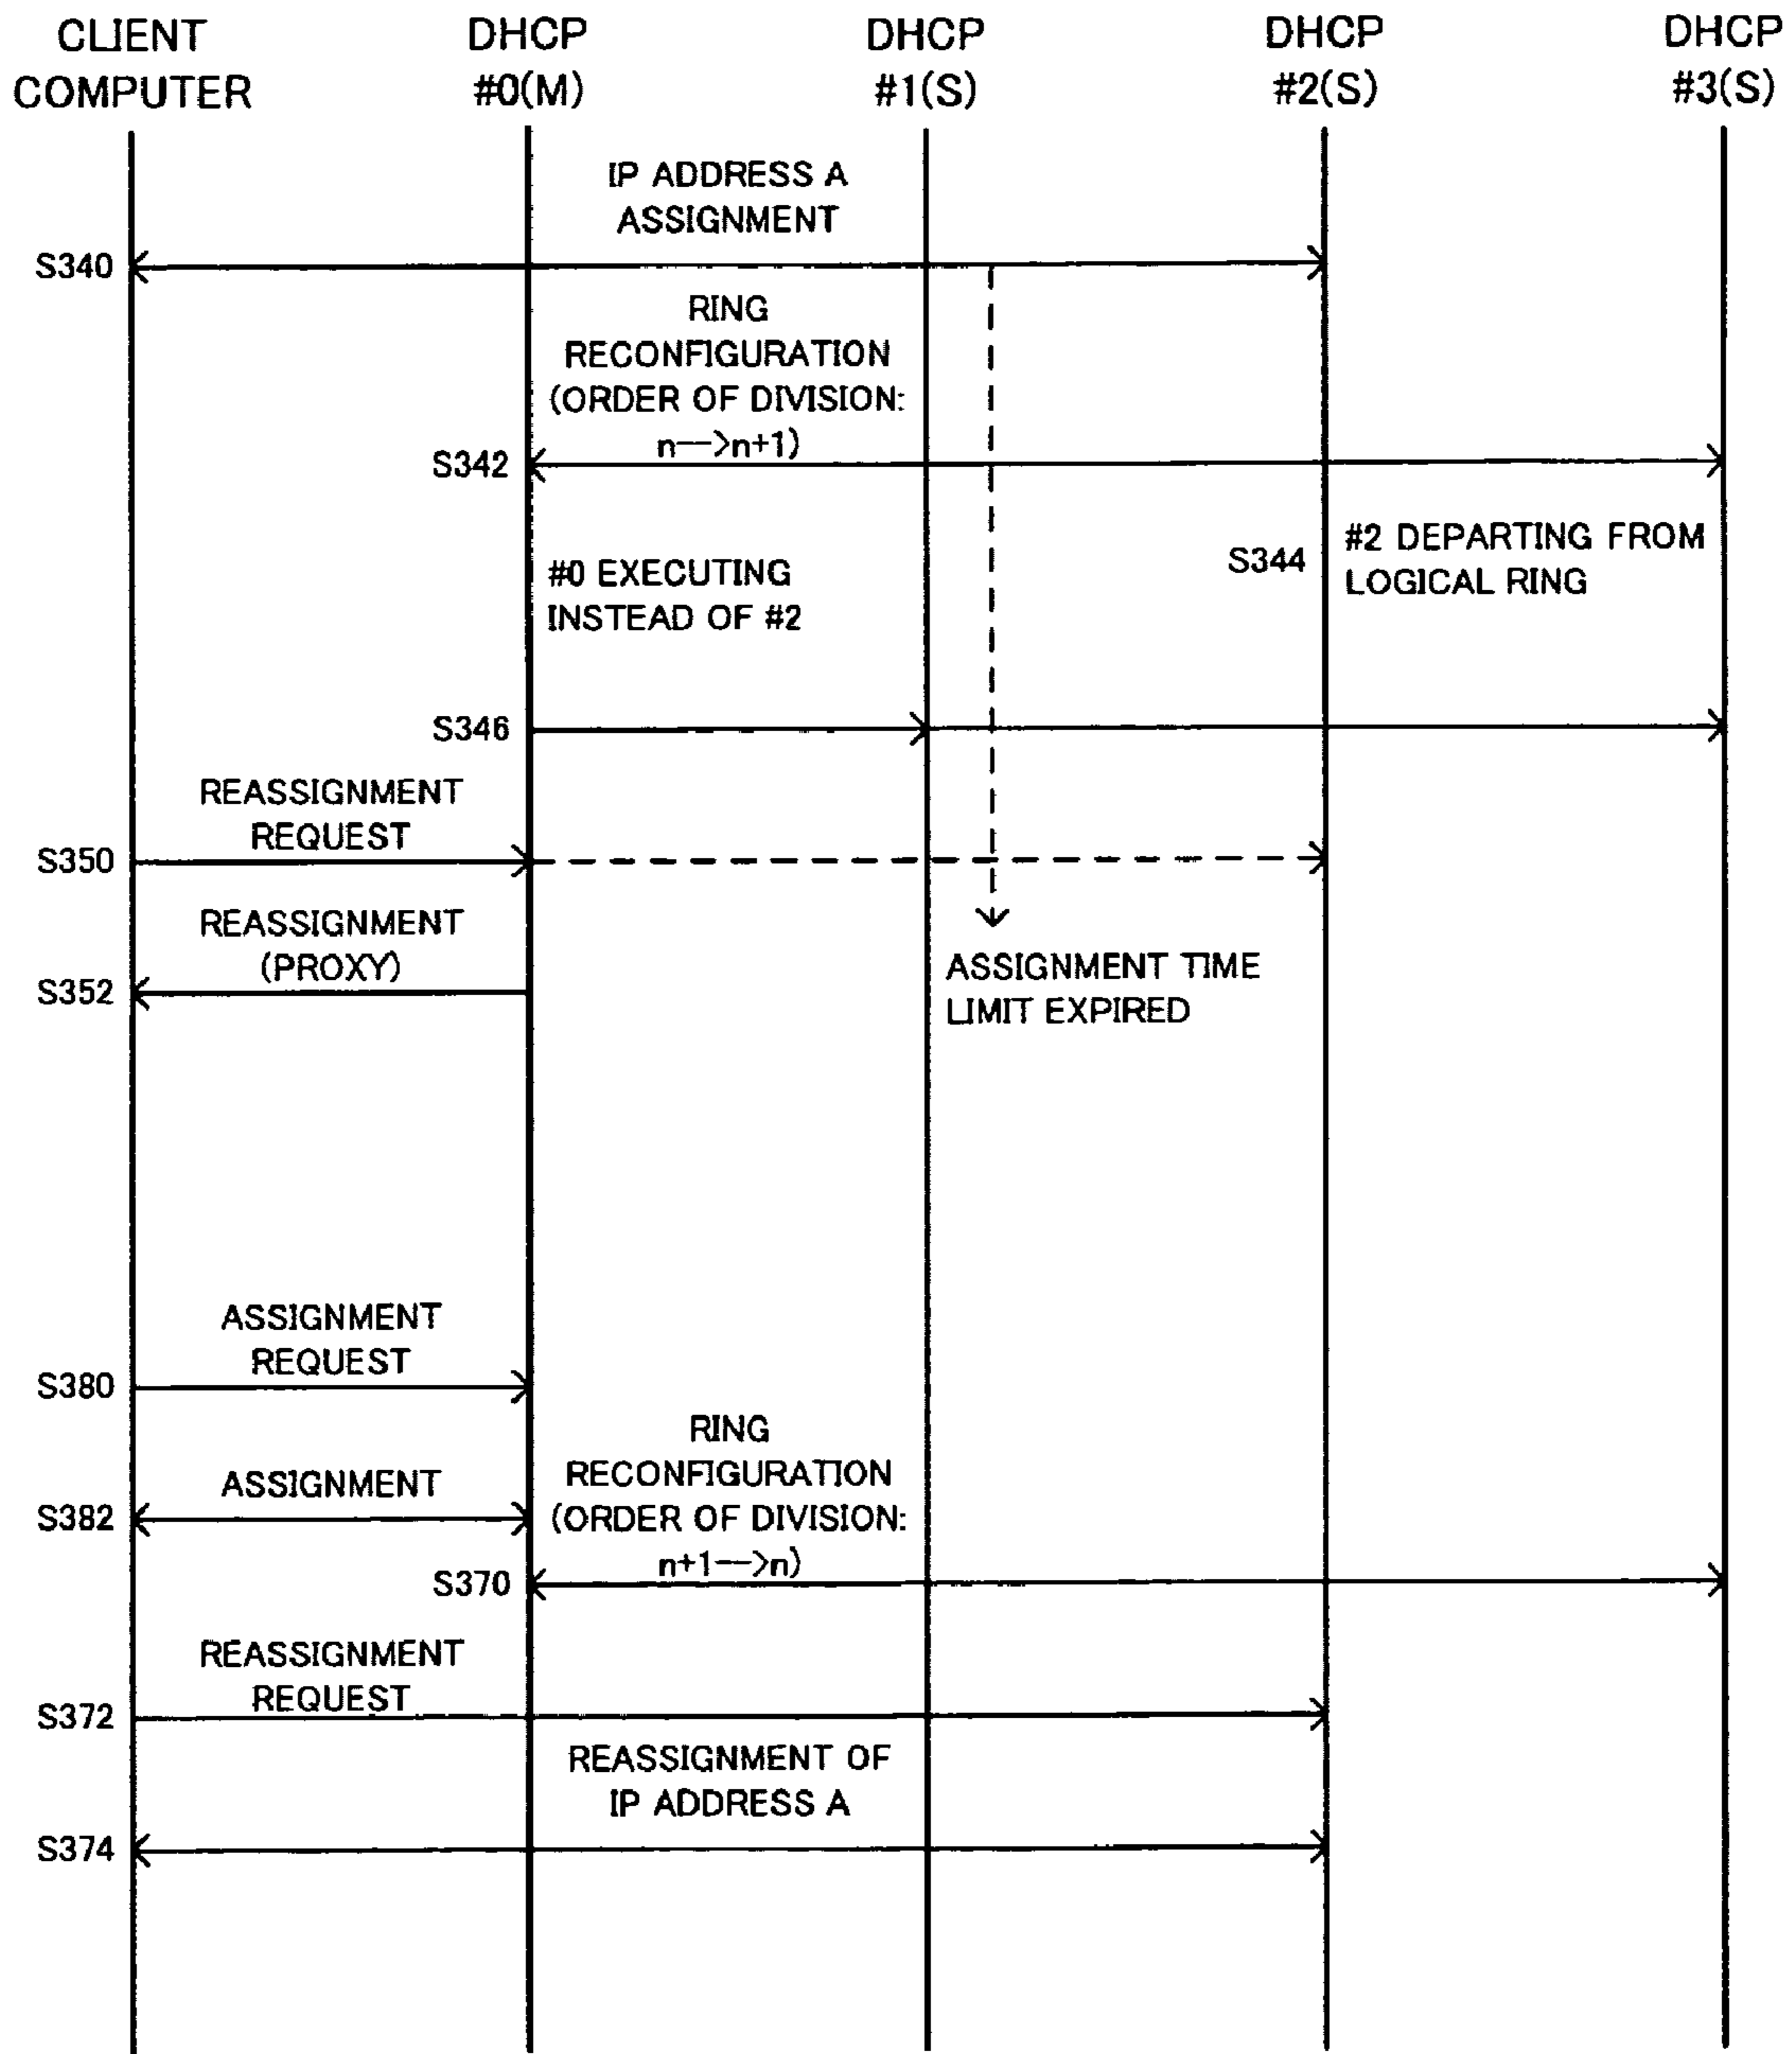 CLIENT
COMPUTER
DHCP
#0(M)
DHCP
#1(S)
DHCP
#2(S)
DHCP
#3(S)
IP ADDRESS A
ASSIGNMENT
S340
RING
RECONFIGURATION
(ORDER OF DIVISION:
n—>n+1)
S342
#0 EXECUTING
INSTEAD OF #2
S344
#2 DEPARTING FROM
LOGICAL RING
S346
REASSIGNMENT
REQUEST
S350
REASSIGNMENT
(PROXY)
S352
ASSIGNMENT TIME
LIMIT EXPIRED
ASSIGNMENT
REQUEST
S380
ASSIGNMENT
S382
RING
RECONFIGURATION
(ORDER OF DIVISION:
n+1—>n)
S370
REASSIGNMENT
REQUEST
S372
REASSIGNMENT OF
IP ADDRESS A
S374